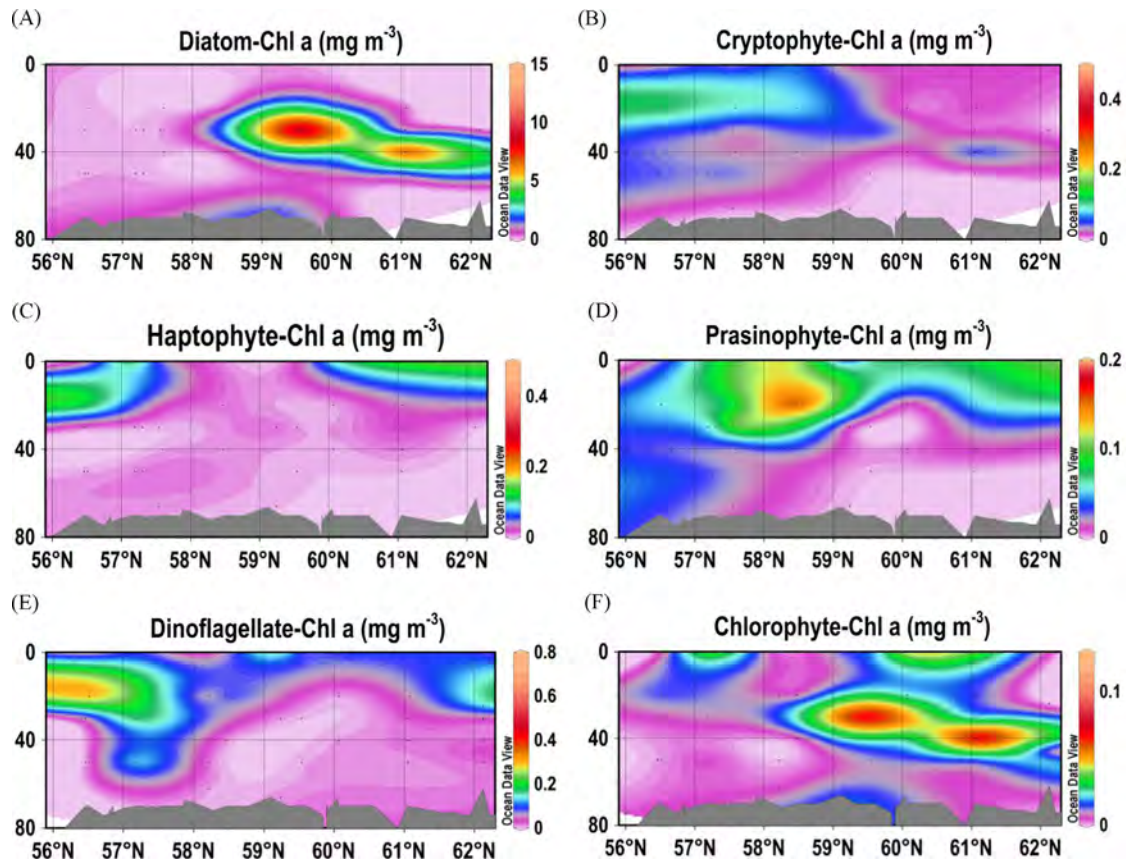 (A)
Diatom-Chl a (mg m⁻³)
0
40
80
56°N 57°N 58°N 59°N 60°N 61°N 62°N
15
10
5
0
Ocean Data View
(B)
Cryptophyte-Chl a (mg m⁻³)
0
40
80
56°N 57°N 58°N 59°N 60°N 61°N 62°N
0.4
0.2
0
Ocean Data View
(C)
Haptophyte-Chl a (mg m⁻³)
0
40
80
56°N 57°N 58°N 59°N 60°N 61°N 62°N
0.4
0.2
0
Ocean Data View
(D)
Prasinophyte-Chl a (mg m⁻³)
0
40
80
56°N 57°N 58°N 59°N 60°N 61°N 62°N
0.2
0.1
0
Ocean Data View
(E)
Dinoflagellate-Chl a (mg m⁻³)
0
40
80
56°N 57°N 58°N 59°N 60°N 61°N 62°N
0.8
0.6
0.4
0.2
0
Ocean Data View
(F)
Chlorophyte-Chl a (mg m⁻³)
0
40
80
56°N 57°N 58°N 59°N 60°N 61°N 62°N
0.1
0
Ocean Data View